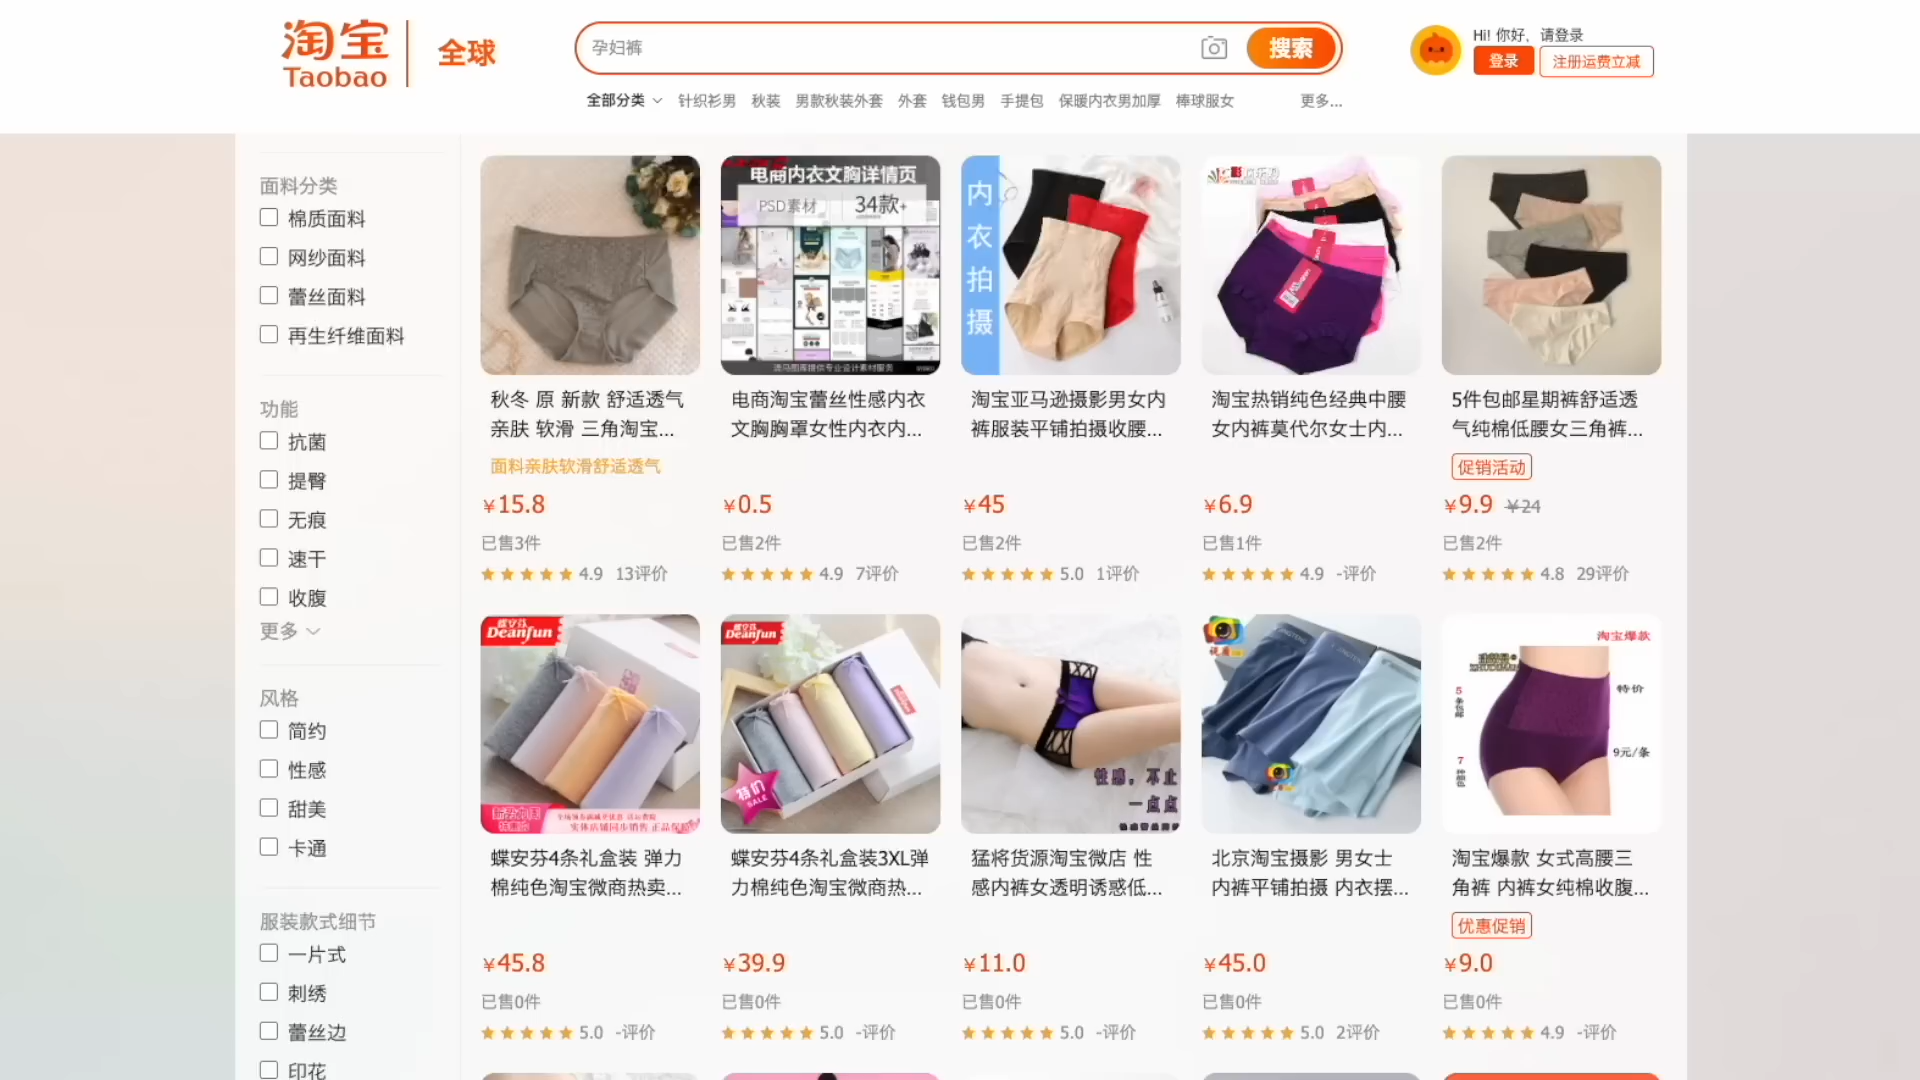 淘宝
Taobao
全球
孕妇裤
搜索
Hi! 你好，请登录
登录
注册运费立减
全部分类 针织衫男 秋装 男款秋装外套 外套 钱包男 手提包 保暖内衣男加厚 棒球服女 更多...
面料分类
棉质面料
网纱面料
蕾丝面料
再生纤维面料
功能
抗菌
提臀
无痕
速干
收腹
更多
风格
简约
性感
甜美
卡通
服装款式细节
一片式
刺绣
蕾丝边
印花
电商内衣文胸详情页
PSD素材 34款+
内衣拍摄
秋冬 原 新款 舒适透气
亲肤 软滑 三角淘宝...
面料亲肤软滑舒适透气
¥15.8
已售3件
4.9 13评价
电商淘宝蕾丝性感内衣
文胸胸罩女性内衣内...
¥0.5
已售2件
4.9 7评价
淘宝亚马逊摄影男女内
裤服装平铺拍摄收腰...
¥45
已售2件
5.0 1评价
淘宝热销纯色经典中腰
女内裤莫代尔女士内...
¥6.9
已售1件
4.9 -评价
5件包邮星期裤舒适透
气纯棉低腰女三角裤...
促销活动
¥9.9 ¥24
已售2件
4.8 29评价
Deanfun
Deanfun
特价
SALE
性感，不止
一点点
淘宝爆款
特价
9元/条
蝶安芬4条礼盒装 弹力
棉纯色淘宝微商热卖...
¥45.8
已售0件
5.0 -评价
蝶安芬4条礼盒装3XL弹
力棉纯色淘宝微商热...
¥39.9
已售0件
5.0 -评价
猛将货源淘宝微店 性
感内裤女透明诱惑低...
¥11.0
已售0件
5.0 -评价
北京淘宝摄影 男女士
内裤平铺拍摄 内衣摆...
¥45.0
已售0件
5.0 2评价
淘宝爆款 女式高腰三
角裤 内裤女纯棉收腹...
优惠促销
¥9.0
已售0件
4.9 -评价